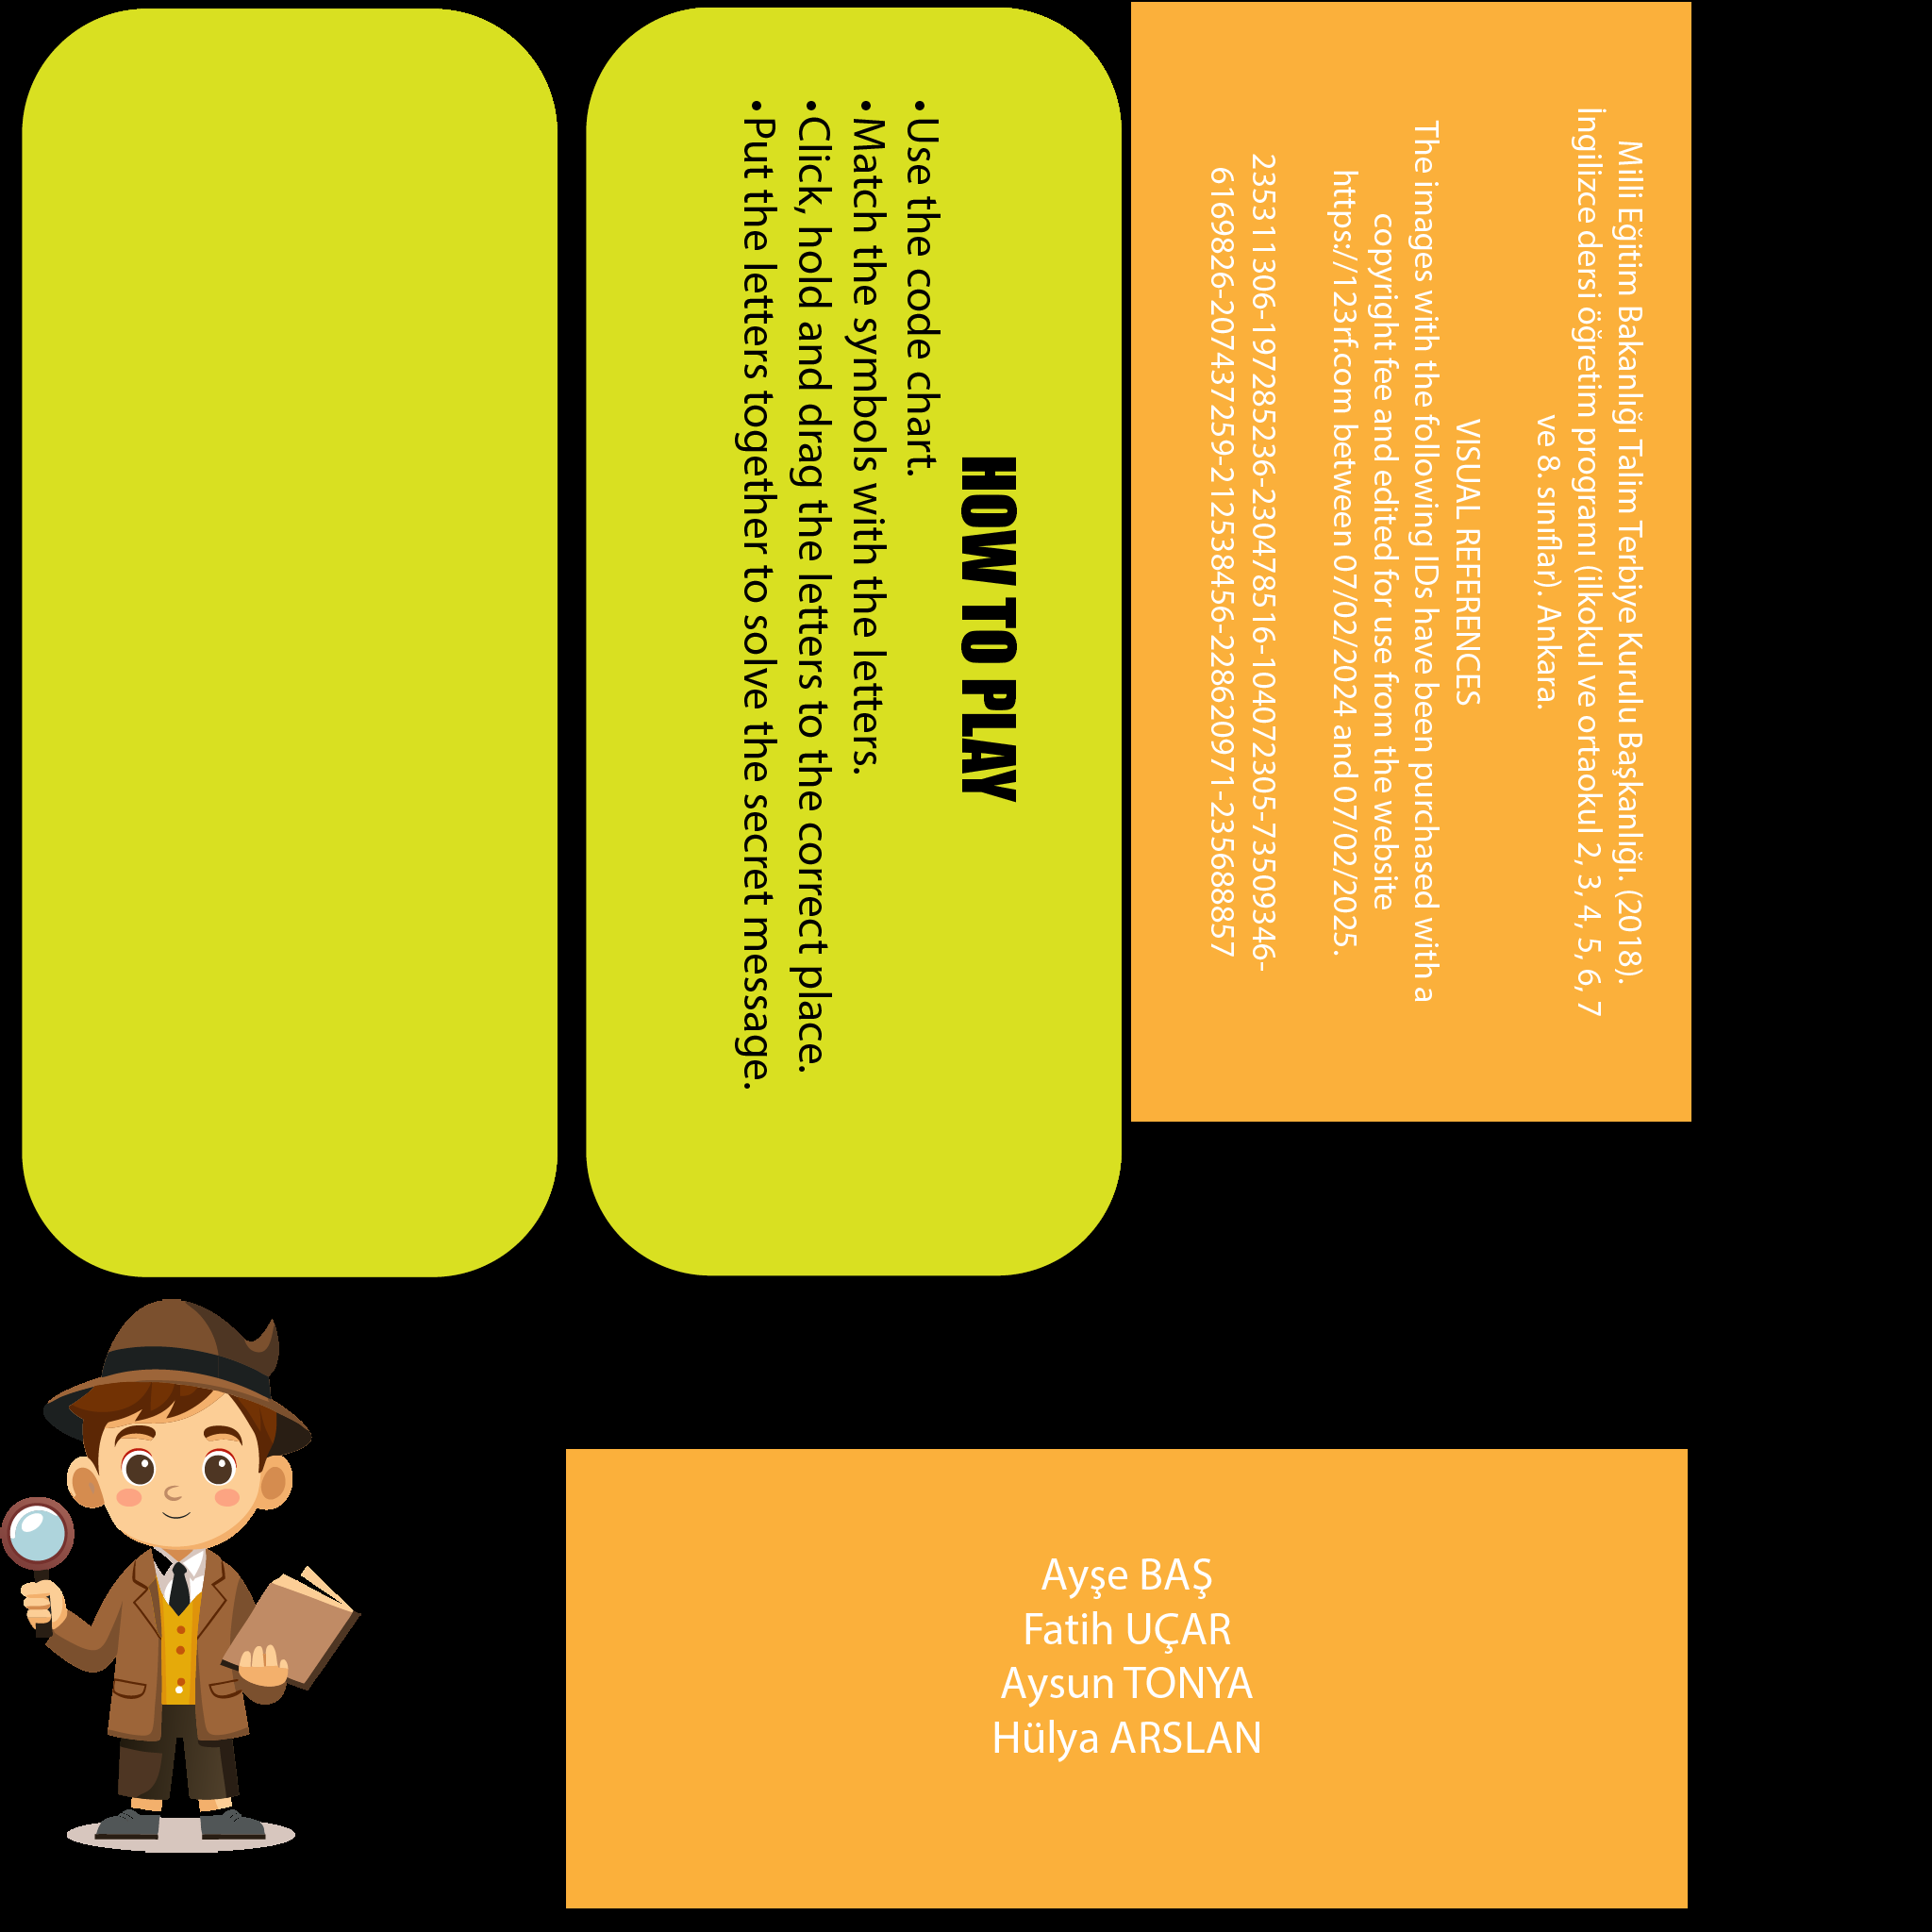 HOW TO PLAY
• Use the code chart.
• Match the symbols with the letters.
• Click, hold and drag the letters to the correct place.
• Put the letters together to solve the secret message.
Milli Eğitim Bakanlığı Talim Terbiye Kurulu Başkanlığı. (2018).
İngilizce dersi öğretim programı (ilkokul ve ortaokul 2, 3, 4, 5, 6, 7
ve 8. sınıflar). Ankara.
VISUAL REFERENCES
The images with the following IDs have been purchased with a
copyright fee and edited for use from the website
https://123rf.com between 07/02/2024 and 07/02/2025.
235311306-197285236-230478516-104072305-73509346-
6169826-207437259-212538456-228620971-235688857
Ayşe BAŞ
Fatih UÇAR
Aysun TONYA
Hülya ARSLAN